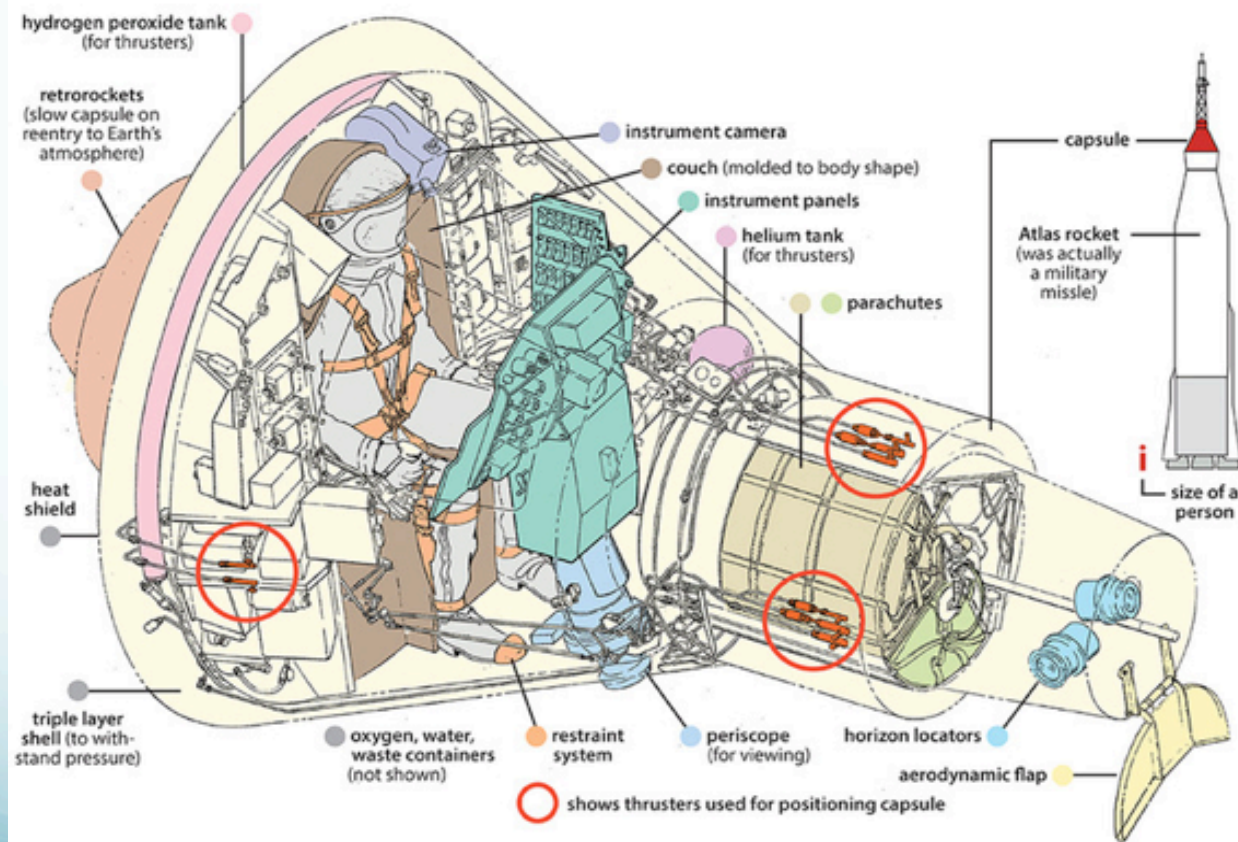 hydrogen peroxide tank
(for thrusters)
retrorockets
(slow capsule on
reentry to Earth's
atmosphere)
instrument camera
couch (molded to body shape)
instrument panels
helium tank
(for thrusters)
parachutes
capsule
Atlas rocket
(was actually
a military
missle)
size of a
person
heat
shield
triple layer
shell (to with-
stand pressure)
oxygen, water,
waste containers
(not shown)
restraint
system
periscope
(for viewing)
horizon locators
aerodynamic flap
shows thrusters used for positioning capsule